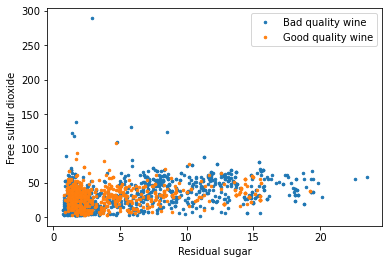 Bad quality wine
Good quality wine
300
250
200
150
100
50
0
Free sulfur dioxide
0 5 10 15 20
Residual sugar